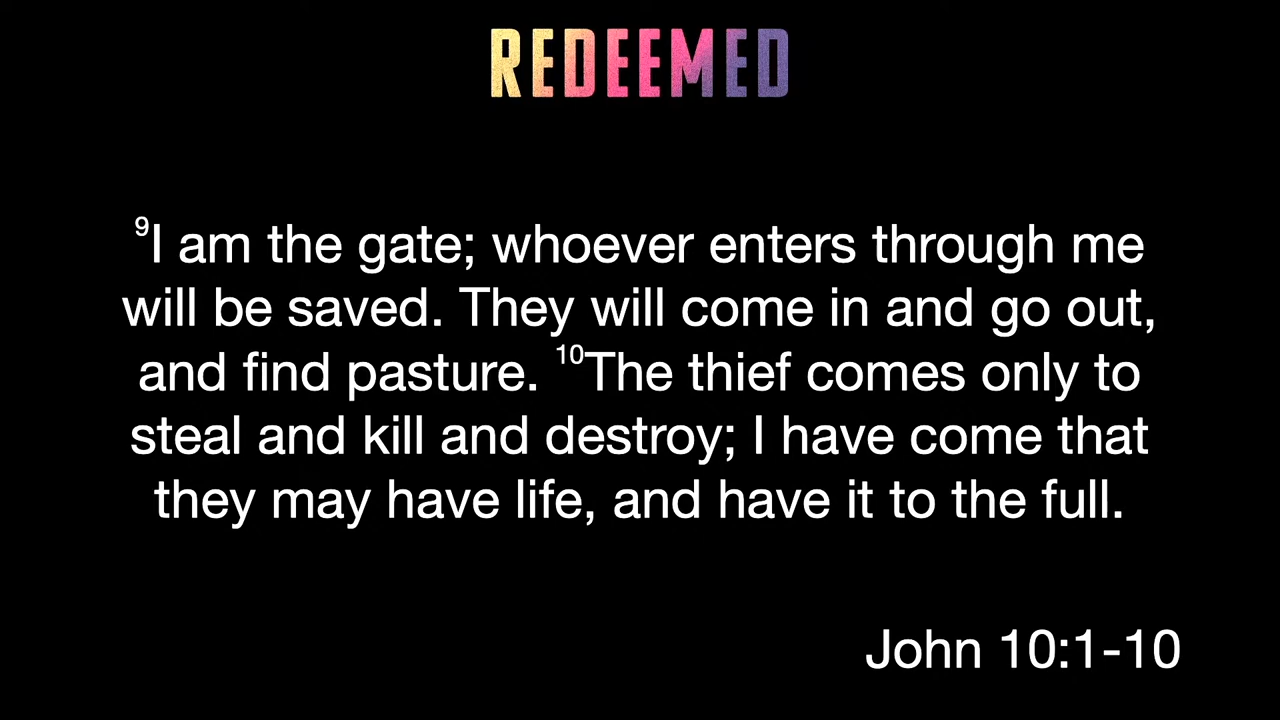 REDEEMED
⁹I am the gate; whoever enters through me
will be saved. They will come in and go out,
and find pasture. ¹⁰The thief comes only to
steal and kill and destroy; I have come that
they may have life, and have it to the full.
John 10:1-10